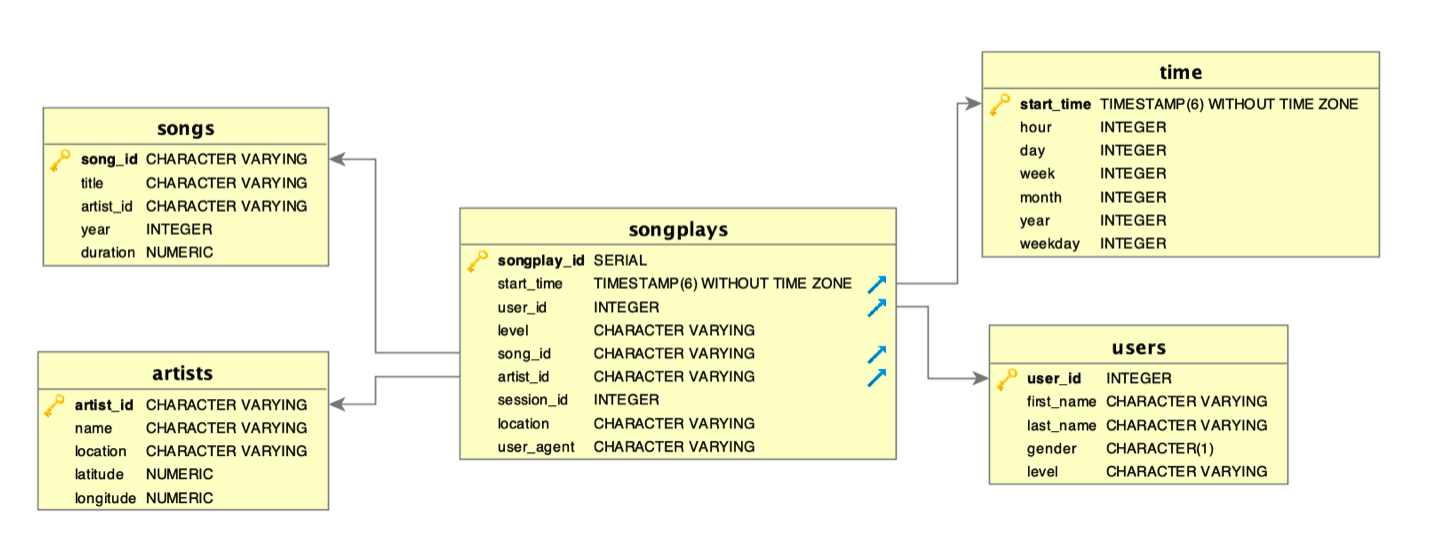 songs
song_id CHARACTER VARYING
title CHARACTER VARYING
artist_id CHARACTER VARYING
year INTEGER
duration NUMERIC
artists
artist_id CHARACTER VARYING
name CHARACTER VARYING
location CHARACTER VARYING
latitude NUMERIC
longitude NUMERIC
songplays
songplay_id SERIAL
start_time TIMESTAMP(6) WITHOUT TIME ZONE
user_id INTEGER
level CHARACTER VARYING
song_id CHARACTER VARYING
artist_id CHARACTER VARYING
session_id INTEGER
location CHARACTER VARYING
user_agent CHARACTER VARYING
time
start_time TIMESTAMP(6) WITHOUT TIME ZONE
hour INTEGER
day INTEGER
week INTEGER
month INTEGER
year INTEGER
weekday INTEGER
users
user_id INTEGER
first_name CHARACTER VARYING
last_name CHARACTER VARYING
gender CHARACTER(1)
level CHARACTER VARYING